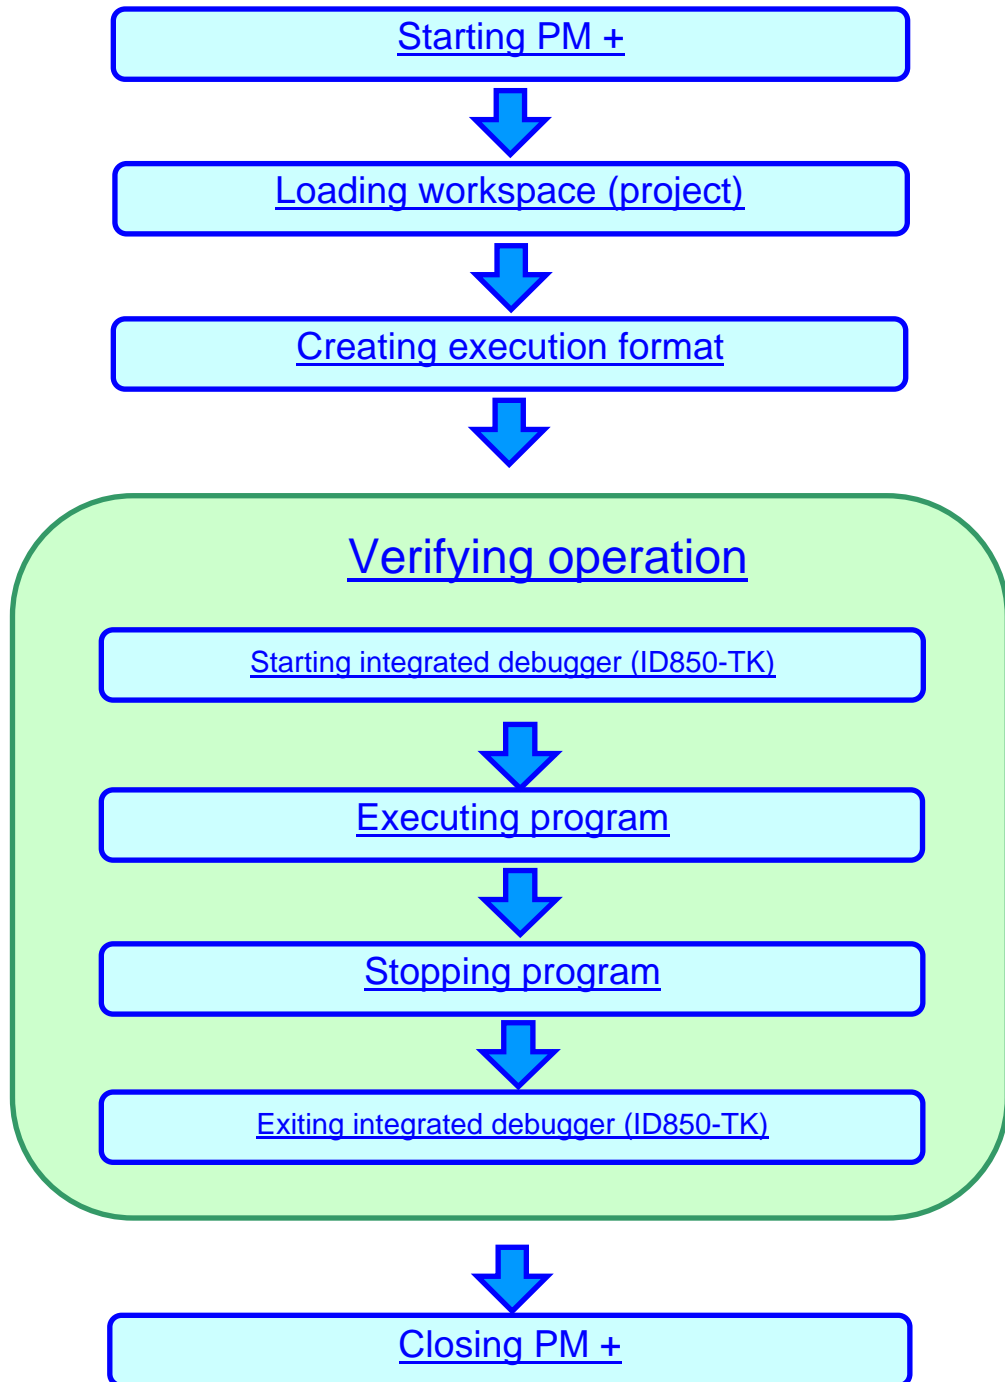 Starting PM +
Loading workspace (project)
Creating execution format
Verifying operation
Starting integrated debugger (ID850-TK)
Executing program
Stopping program
Exiting integrated debugger (ID850-TK)
Closing PM +